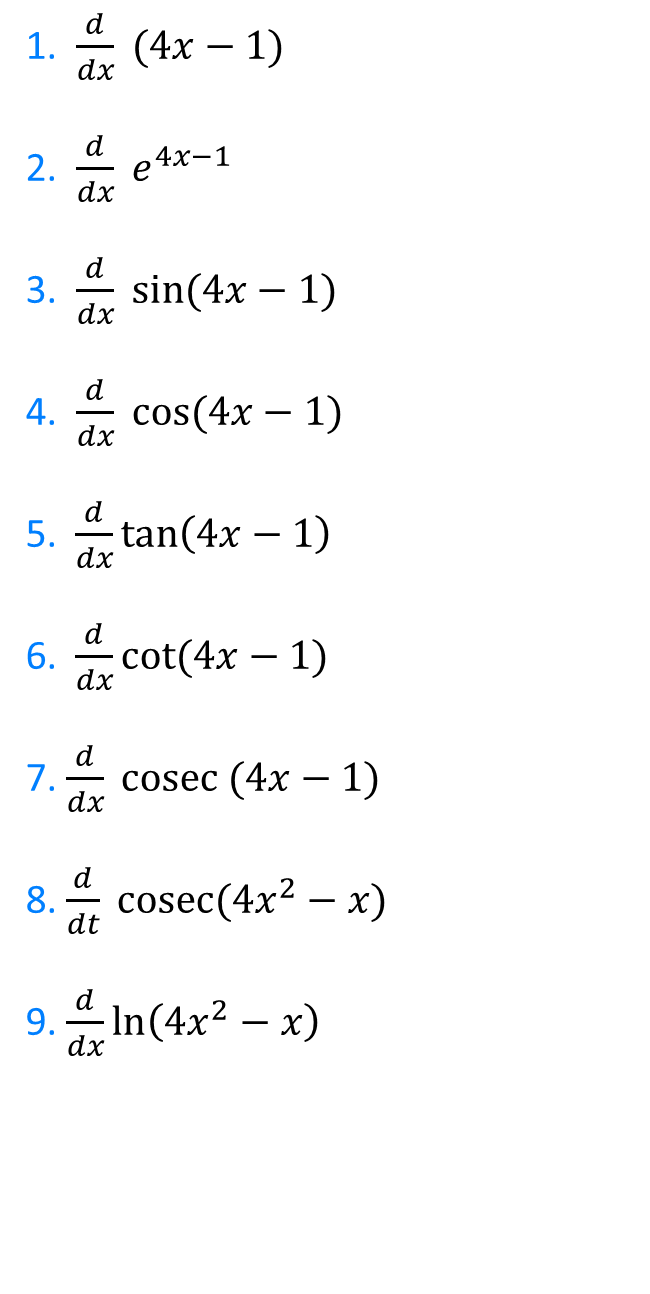 1. d/dx (4x − 1)
2. d/dx e^{4x−1}
3. d/dx sin(4x − 1)
4. d/dx cos(4x − 1)
5. d/dx tan(4x − 1)
6. d/dx cot(4x − 1)
7. d/dx cosec (4x − 1)
8. d/dt cosec(4x² − x)
9. d/dx ln(4x² − x)